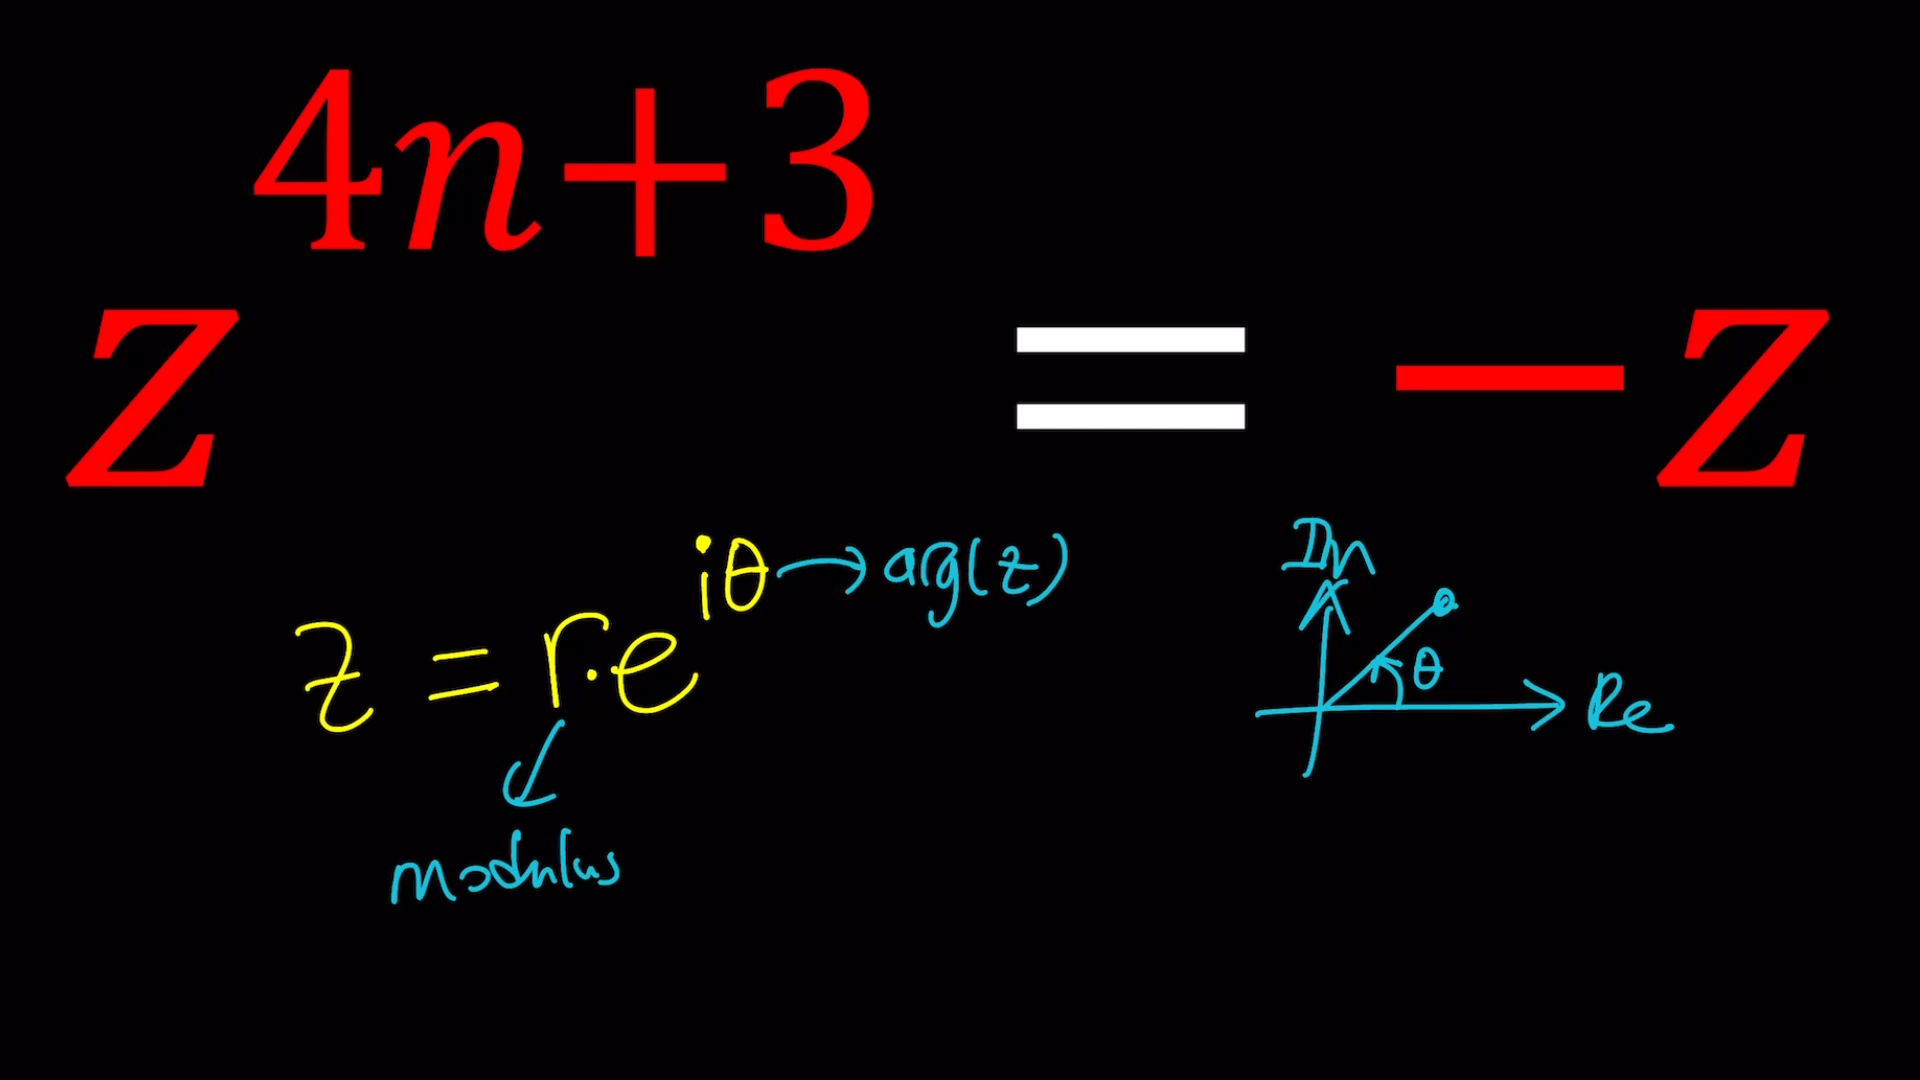 z^{4n+3} = −z
z = r·e^{iθ} → arg(z)
modulus
Im
θ
Re